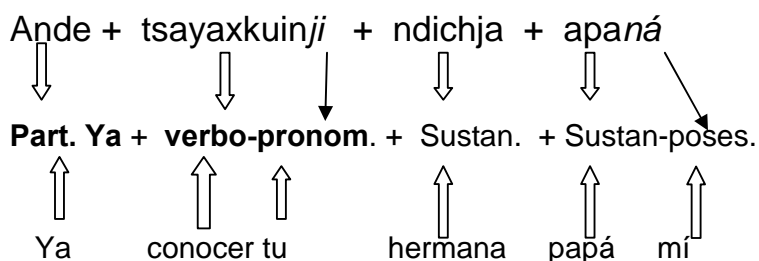 Ande + tsayaxkuinji + ndichja + apaná
Part. Ya + verbo-pronom. + Sustan. + Sustan-poses.
Ya conocer tu hermana papá mí